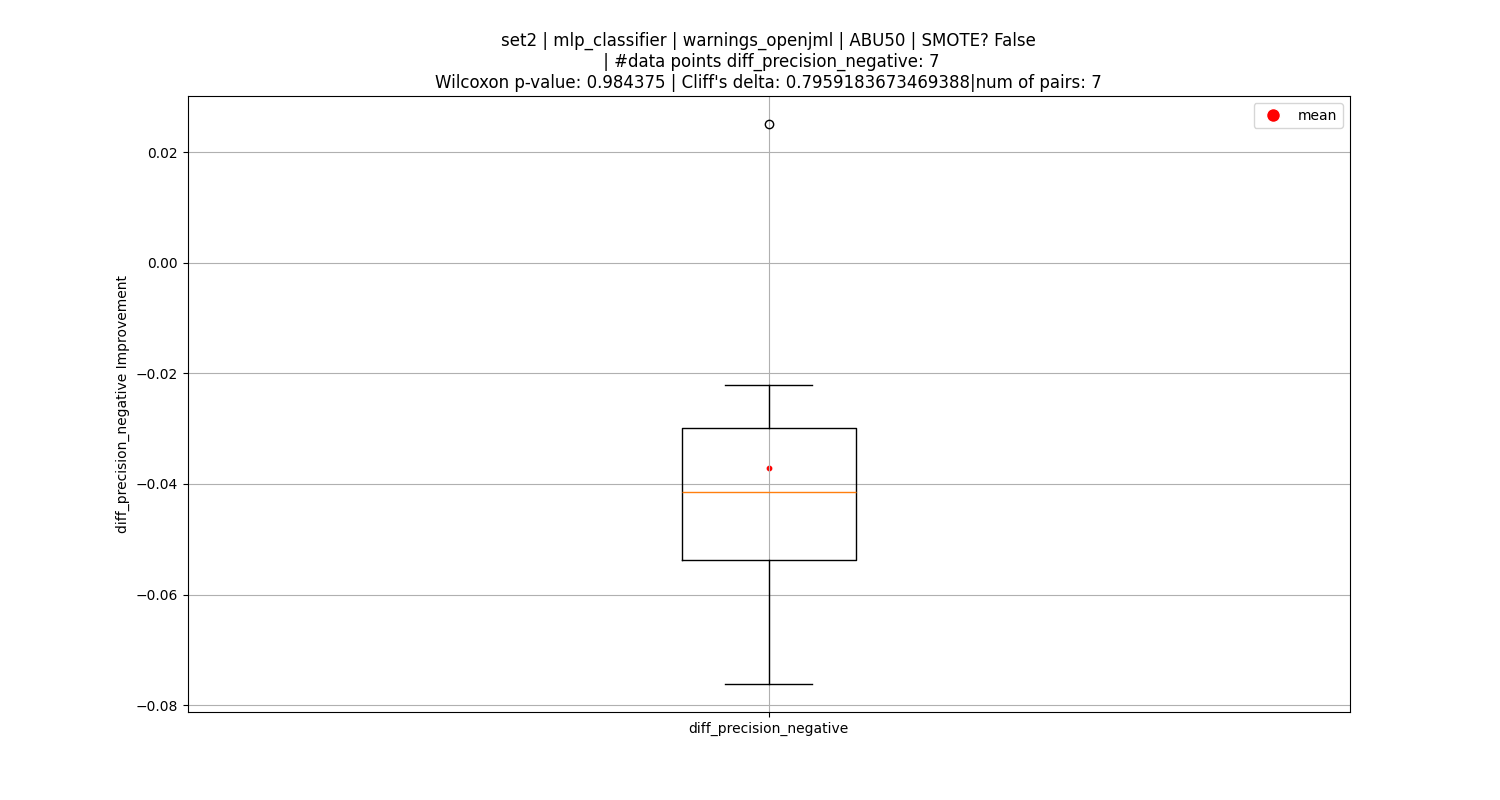 set2 | mlp_classifier | warnings_openjml | ABU50 | SMOTE? False
| #data points diff_precision_negative: 7
Wilcoxon p-value: 0.984375 | Cliff's delta: 0.7959183673469388|num of pairs: 7
mean
0.02
0.00
−0.02
−0.04
−0.06
−0.08
diff_precision_negative Improvement
diff_precision_negative